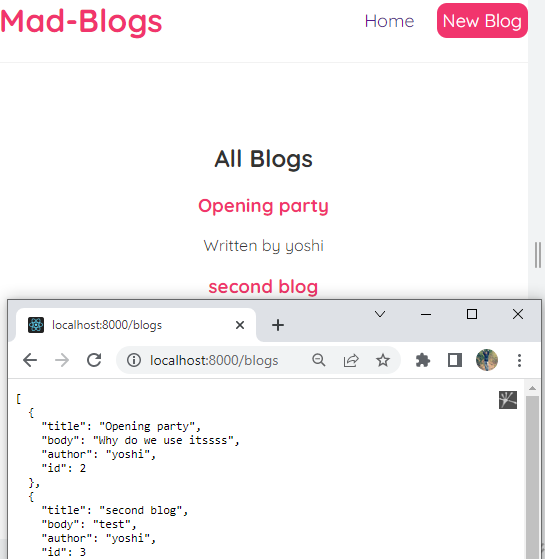 Mad-Blogs
Home
New Blog
All Blogs
Opening party
Written by yoshi
second blog
localhost:8000/blogs
localhost:8000/blogs
[
{
"title": "Opening party",
"body": "Why do we use itssss",
"author": "yoshi",
"id": 2
},
{
"title": "second blog",
"body": "test",
"author": "yoshi",
"id": 3